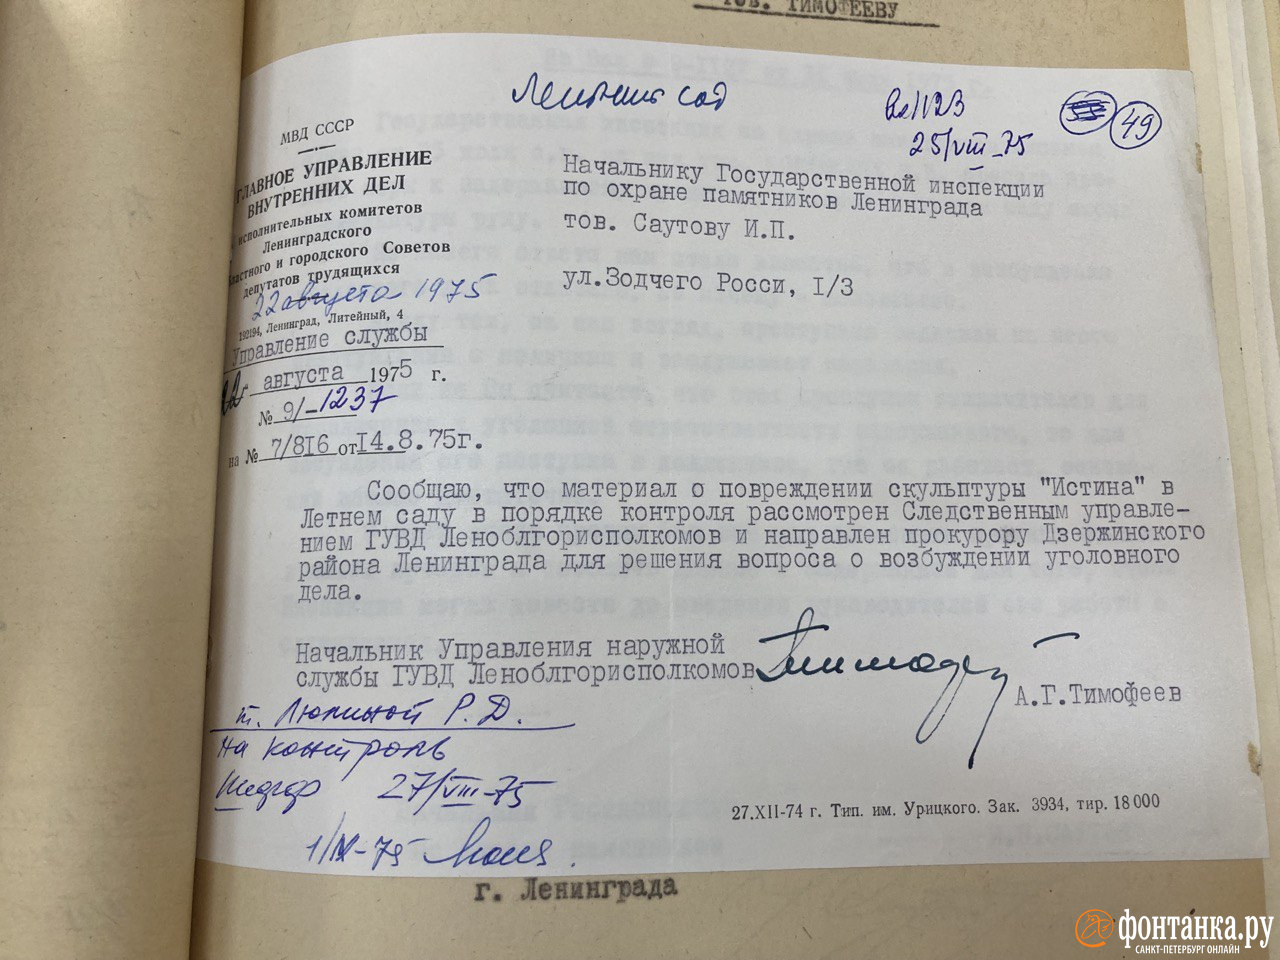 тов. ТИМОФЕЕВУ
Летний сад
Вх1123
25/VIII-75
49
МВД СССР
ГЛАВНОЕ УПРАВЛЕНИЕ
ВНУТРЕННИХ ДЕЛ
исполнительных комитетов
Ленинградского
областного и городского Советов
депутатов трудящихся
22 августа 1975
192194, Ленинград, Литейный, 4
Управление службы
22 августа 1975 г.
№ 9/-1237
на № 7/8I6 от I4.8.75г.
Начальнику Государственной инспекции
по охране памятников Ленинграда
тов. Саутову И.П.
ул.Зодчего Росси, I/3
Сообщаю, что материал о повреждении скульптуры "Истина" в
Летнем саду в порядке контроля рассмотрен Следственным управле-
нием ГУВД Леноблгорисполкомов и направлен прокурору Дзержинского
района Ленинграда для решения вопроса о возбуждении уголовного
дела.
Начальник Управления наружной
службы ГУВД Леноблгорисполкомов
А.Г.Тимофеев
т. Люлиной Р.Д.
На контроль
27/VIII-75
1/IX-75
27.XII-74 г. Тип. им. Урицкого. Зак. 3934, тир. 18 000
г. Ленинграда
фонтанка.ру
САНКТ-ПЕТЕРБУРГ ОНЛАЙН